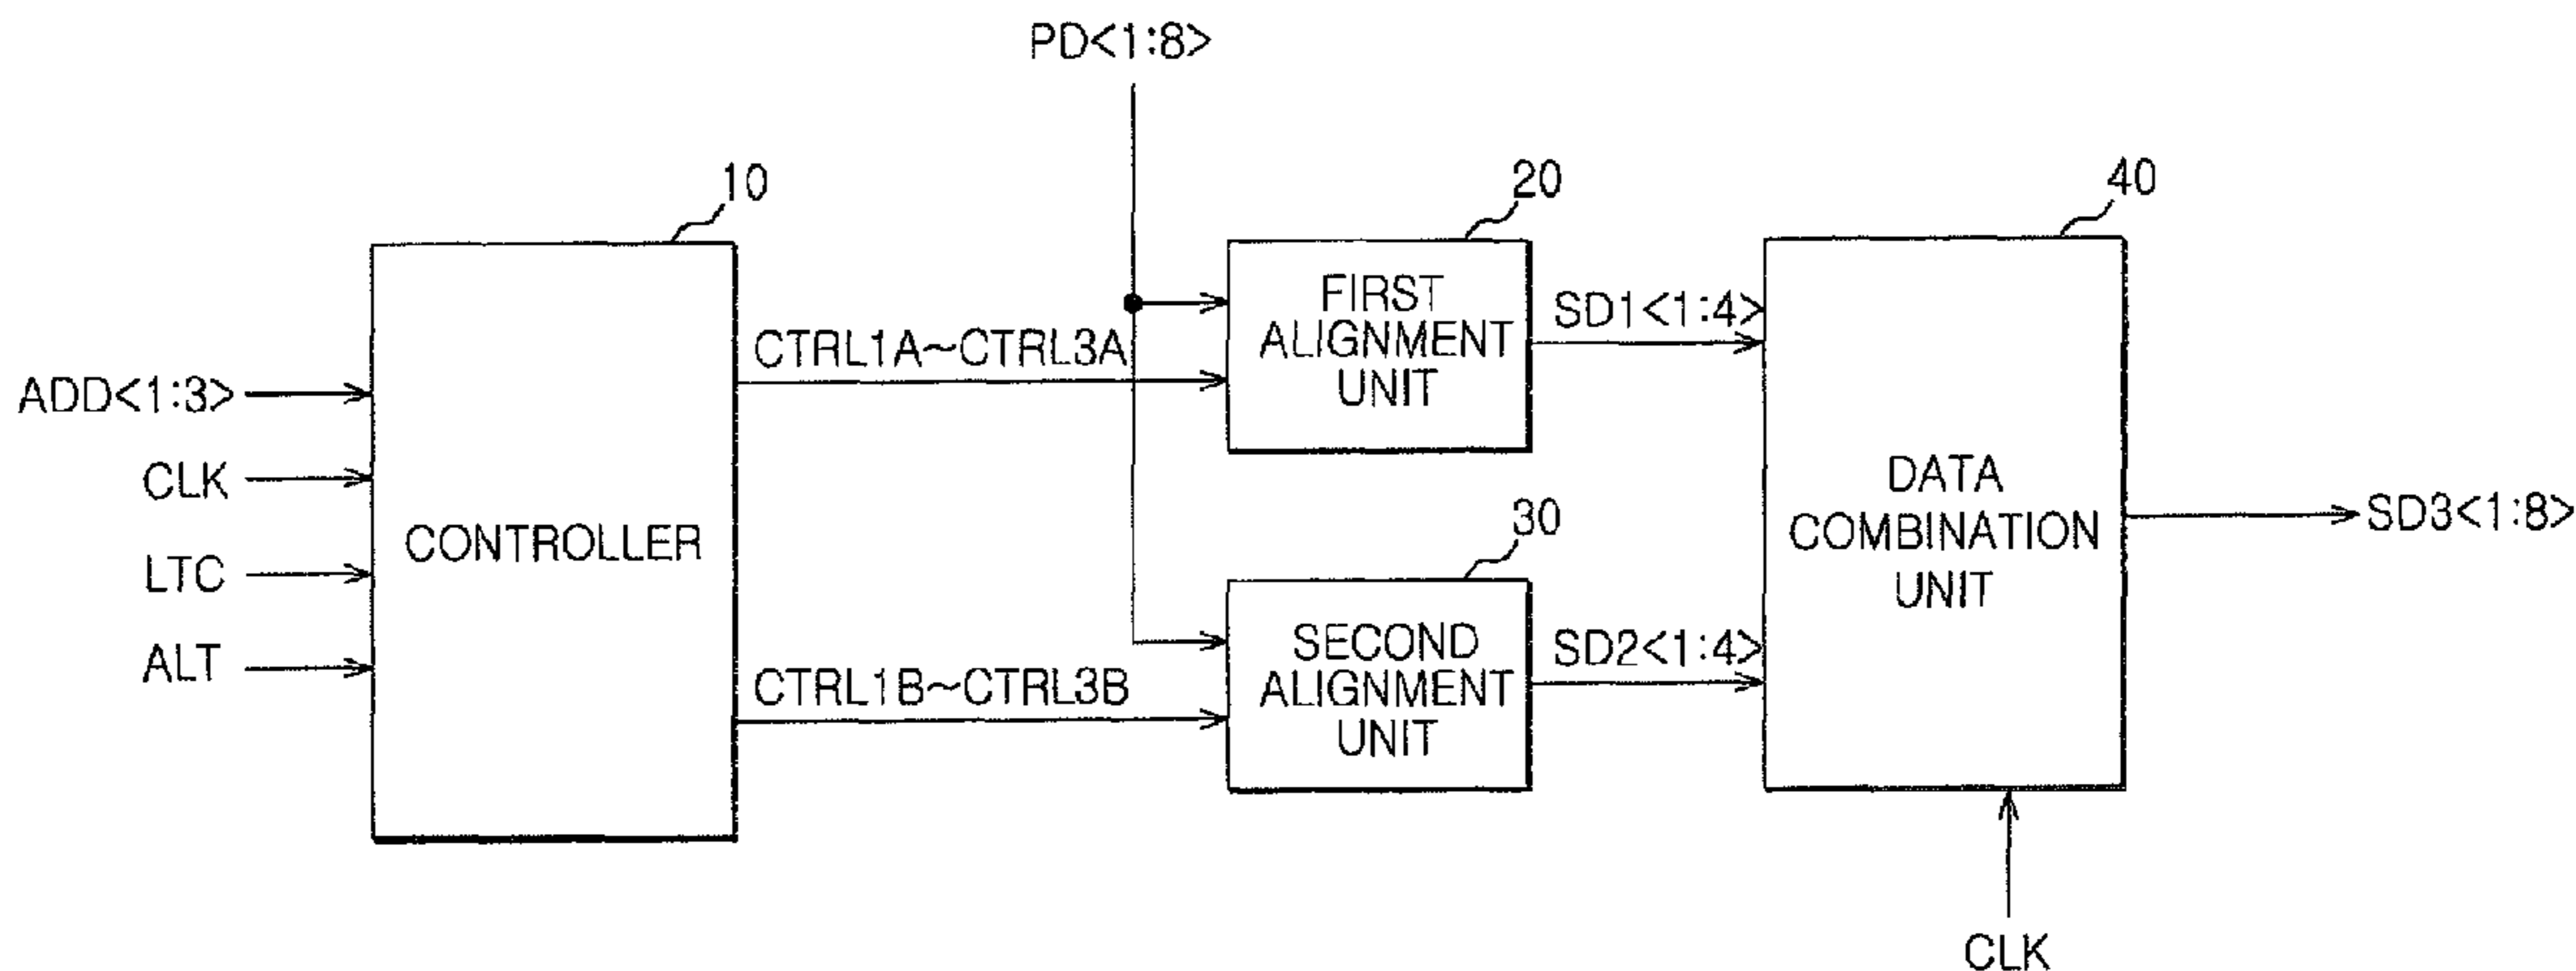 PD<1:8>
10
20
40
FIRST
ALIGNMENT
UNIT
SD1<1:4>
CTRL1A~CTRL3A
ADD<1:3>
CLK
CONTROLLER
LTC
ALT
DATA
COMBINATION
UNIT
SD3<1:8>
30
SECOND
ALIGNMENT
UNIT
SD2<1:4>
CTRL1B~CTRL3B
CLK